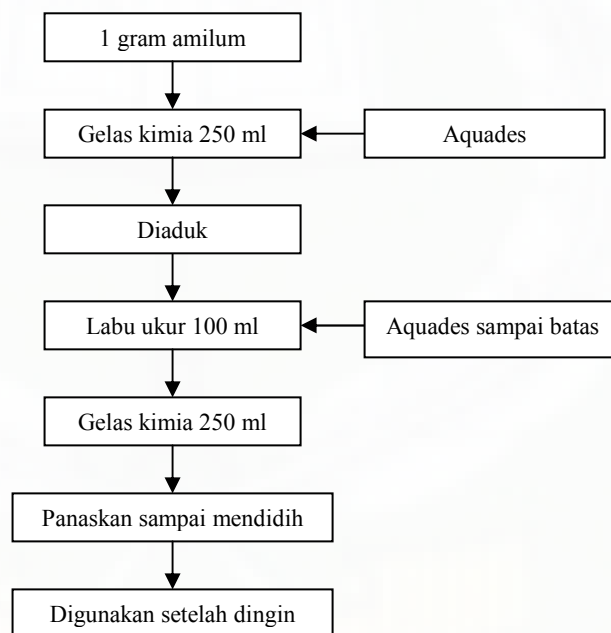 1 gram amilum
Gelas kimia 250 ml
Aquades
Diaduk
Labu ukur 100 ml
Aquades sampai batas
Gelas kimia 250 ml
Panaskan sampai mendidih
Digunakan setelah dingin